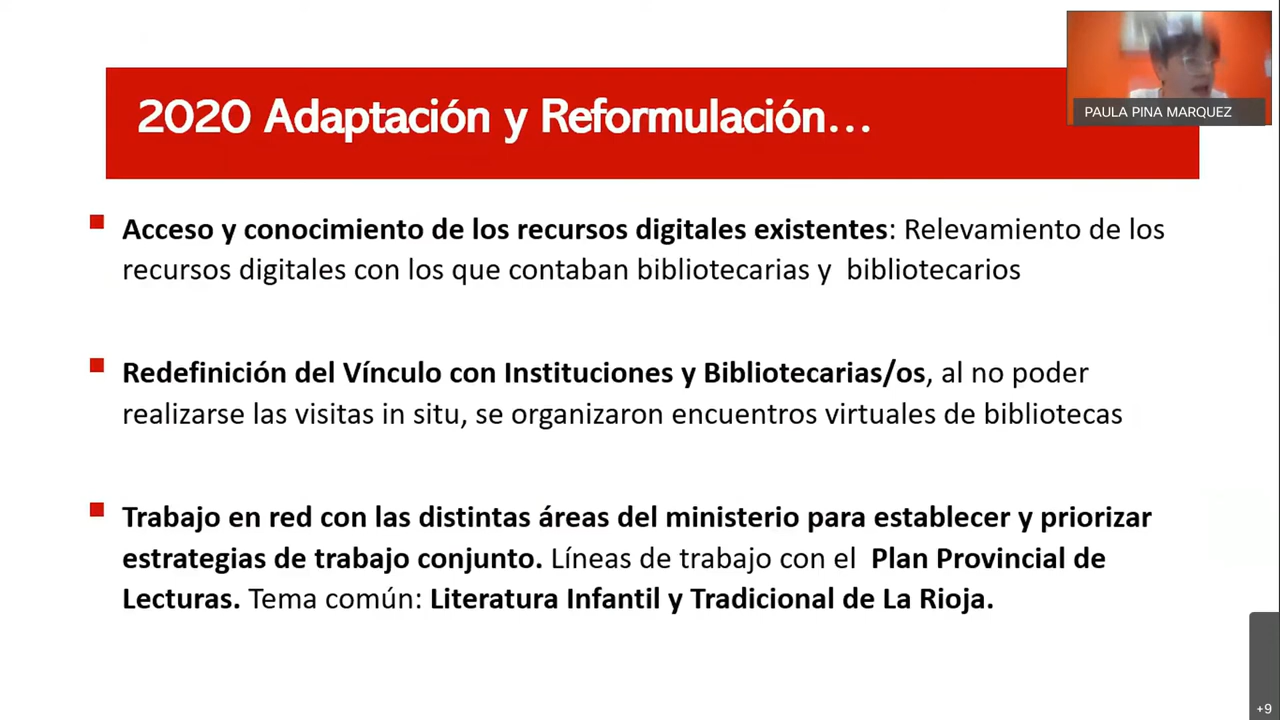 2020 Adaptación y Reformulación...
PAULA PINA MARQUEZ
Acceso y conocimiento de los recursos digitales existentes: Relevamiento de los
recursos digitales con los que contaban bibliotecarias y bibliotecarios
Redefinición del Vínculo con Instituciones y Bibliotecarias/os, al no poder
realizarse las visitas in situ, se organizaron encuentros virtuales de bibliotecas
Trabajo en red con las distintas áreas del ministerio para establecer y priorizar
estrategias de trabajo conjunto. Líneas de trabajo con el Plan Provincial de
Lecturas. Tema común: Literatura Infantil y Tradicional de La Rioja.
+9